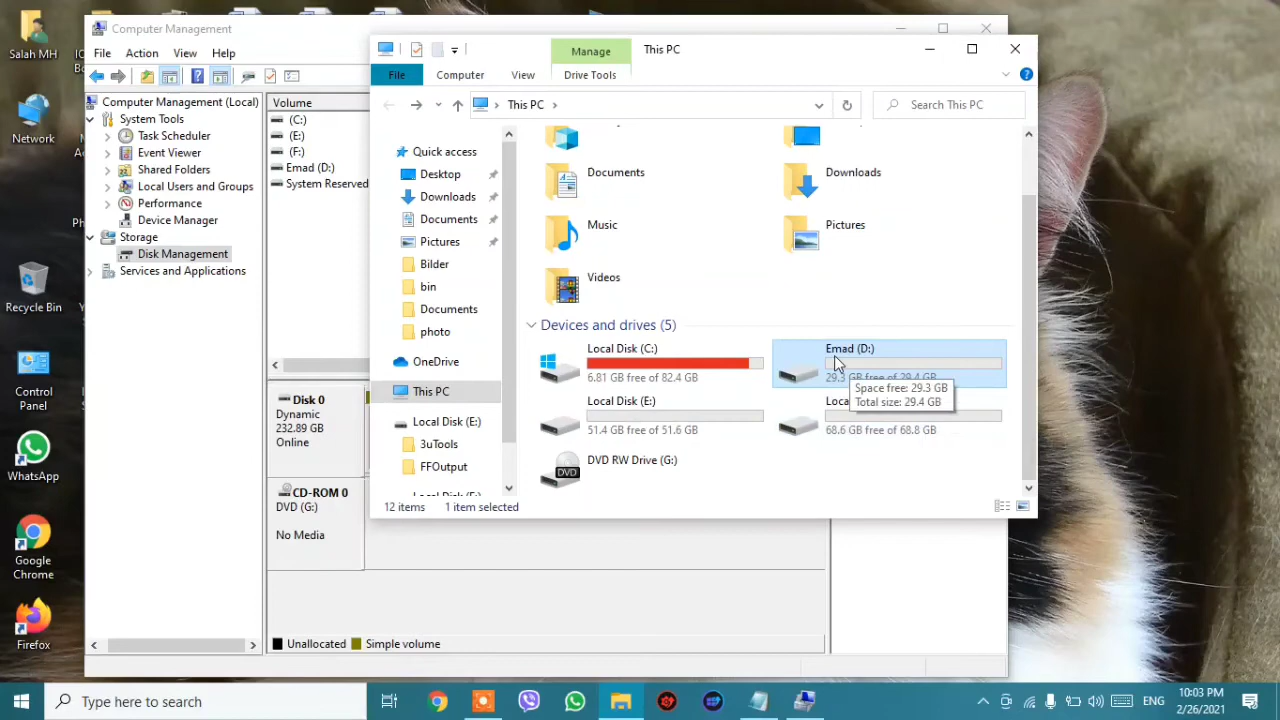 Salah MH
Network
Recycle Bin
Control
Panel
WhatsApp
Google
Chrome
Firefox
Computer Management
File Action View Help
Computer Management (Local)
System Tools
Task Scheduler
Event Viewer
Shared Folders
Local Users and Groups
Performance
Device Manager
Storage
Disk Management
Services and Applications
Volume
(C:)
(E:)
(F:)
Emad (D:)
System Reserved
Disk 0
Dynamic
232.89 GB
Online
CD-ROM 0
DVD (G:)
No Media
Unallocated Simple volume
Manage This PC
File Computer View Drive Tools
This PC
Search This PC
Quick access
Desktop
Downloads
Documents
Pictures
Bilder
bin
Documents
photo
OneDrive
This PC
Local Disk (E:)
3uTools
FFOutput
Documents Downloads
Music Pictures
Videos
Devices and drives (5)
Local Disk (C:)
6.81 GB free of 82.4 GB
Emad (D:)
29.3 GB free of 29.4 GB
Space free: 29.3 GB
Total size: 29.4 GB
Local Disk (E:)
51.4 GB free of 51.6 GB
68.6 GB free of 68.8 GB
DVD RW Drive (G:)
DVD
12 items 1 item selected
Type here to search
ENG
10:03 PM
2/26/2021